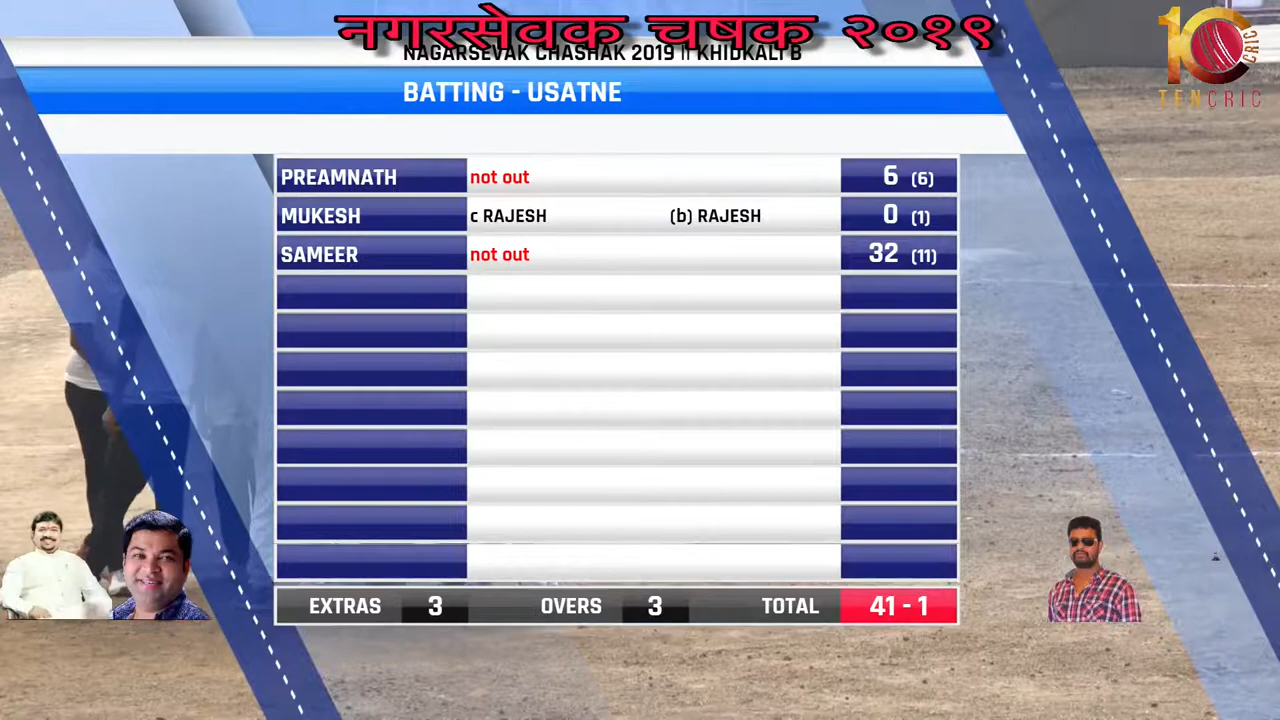 नगरसेवक चषक २०१९
NAGARSEVAK CHASHAK 2019 || KHIDKALI B
BATTING - USATNE
PREAMNATH not out 6 (6)
MUKESH c RAJESH (b) RAJESH 0 (1)
SAMEER not out 32 (11)
EXTRAS 3 OVERS 3 TOTAL 41 - 1
10 CRIC
TENCRIC